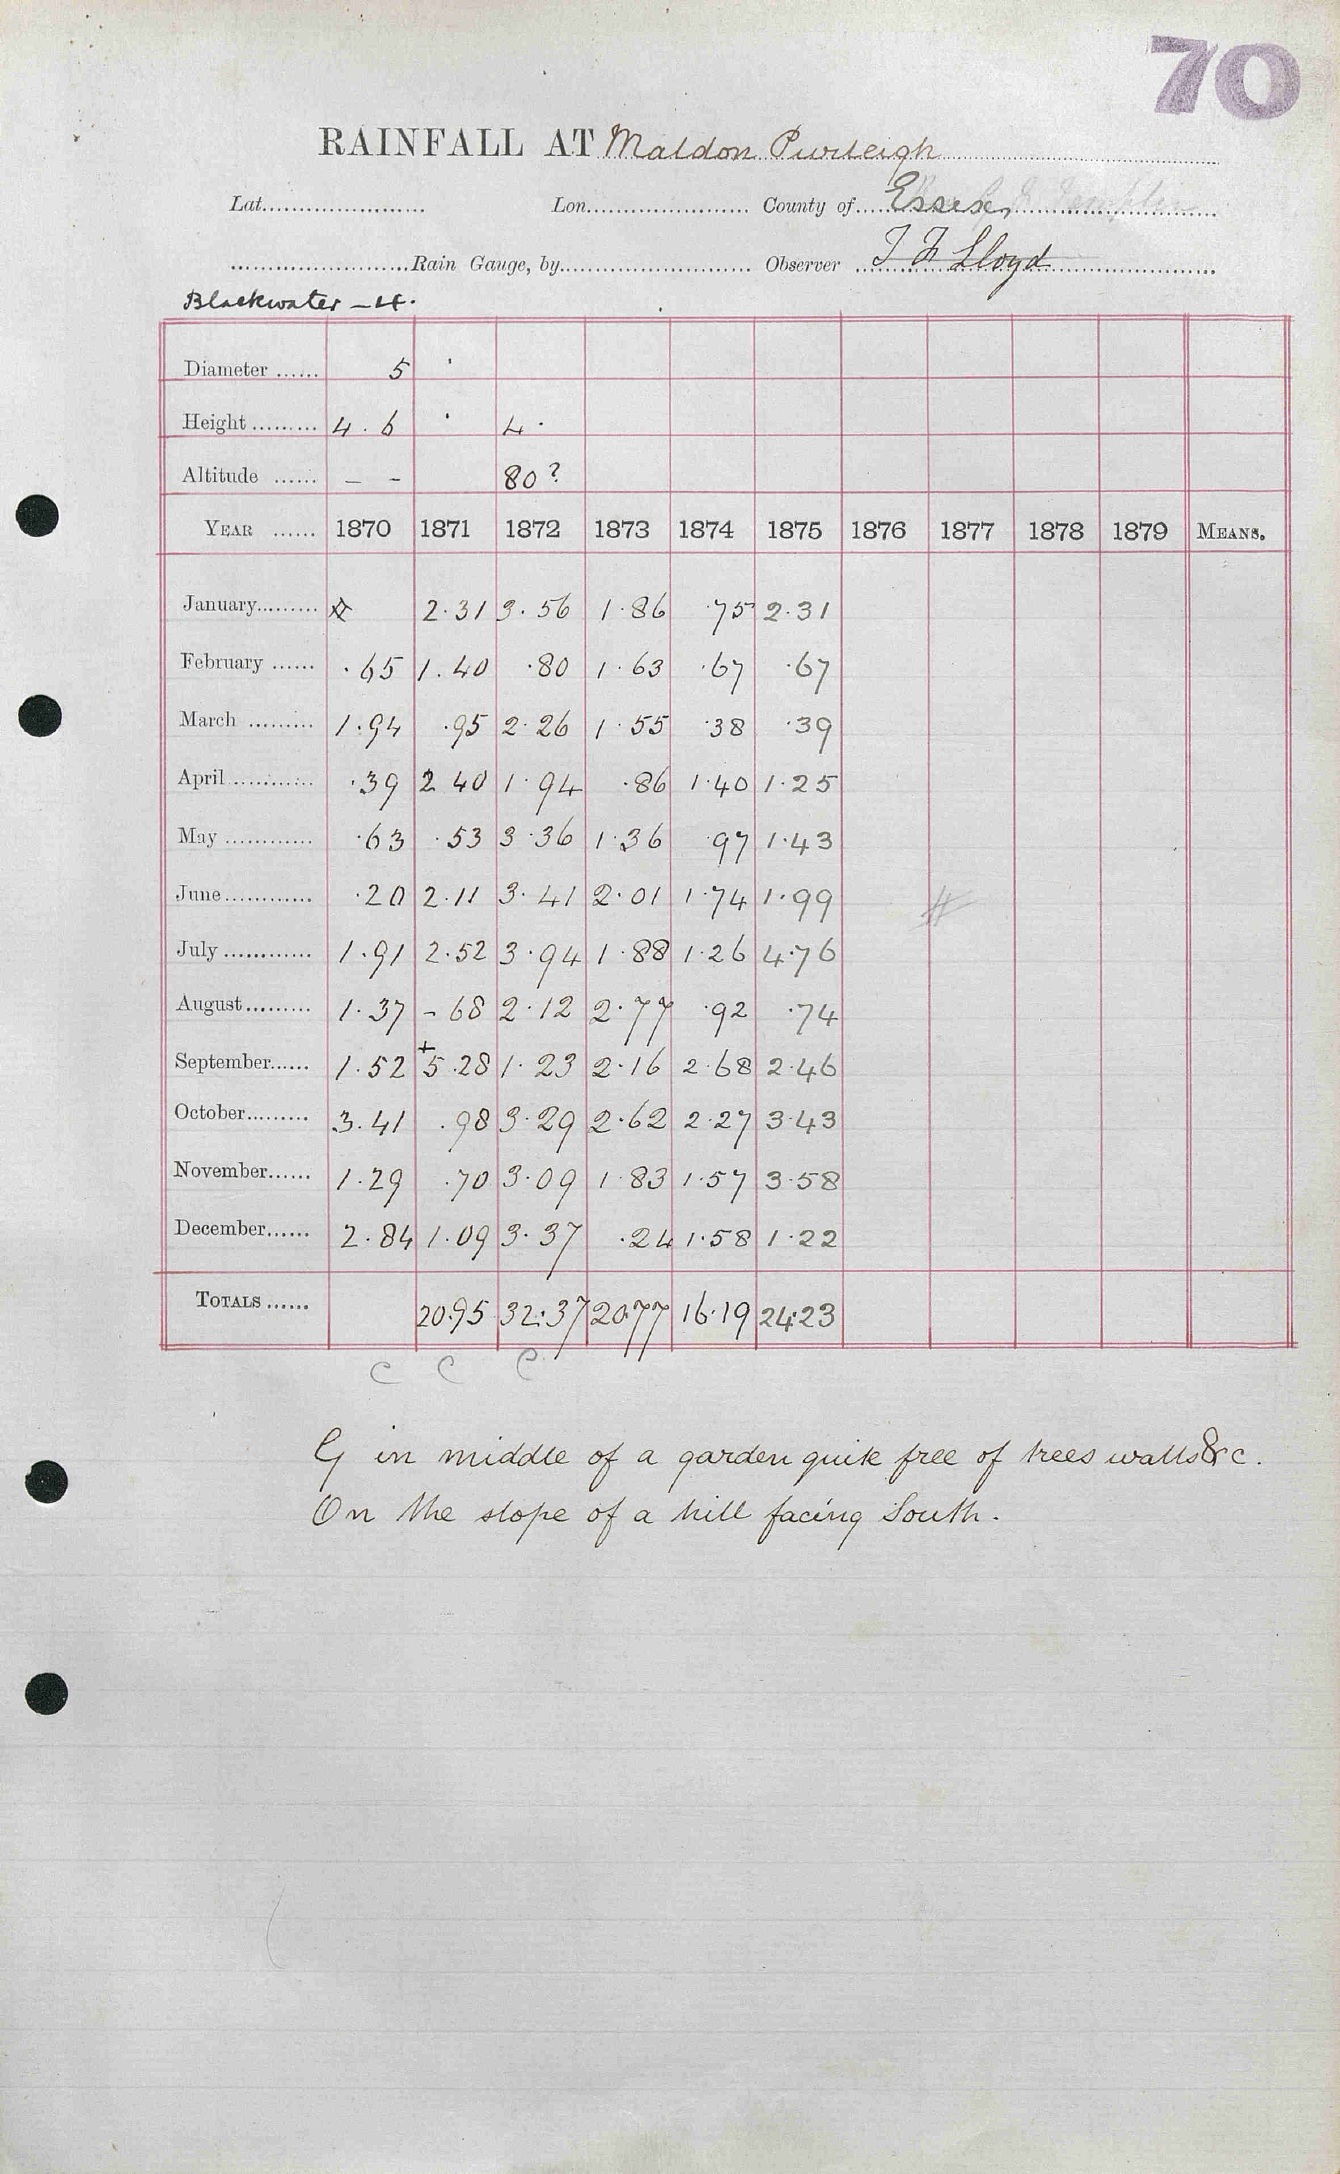 70
RAINFALL AT Maldon Purleigh
Lat. Lon. County of Essex
Rain Gauge, by Observer J F Lloyd
Blackwater – 4.
Diameter 5
Height 4 . 6 4 .
Altitude – – 80?
YEAR 1870 1871 1872 1873 1874 1875 1876 1877 1878 1879 MEANS.
January 2.31 3.56 1.86 .75 2.31
February .65 1.40 .80 1.63 .67 .67
March 1.94 .95 2.26 1.55 .38 .39
April .39 2 40 1.94 .86 1.40 1.25
May .63 .53 3.36 1.36 .97 1.43
June .20 2.11 3.41 2.01 1.74 1.99
July 1.91 2.52 3.94 1.88 1.26 4.76
August 1.37 – 68 2.12 2.77 .92 .74
September 1.52 +5.28 1.23 2.16 2.68 2.46
October 3.41 .98 3.29 2.62 2.27 3.43
November 1.29 .70 3.09 1.83 1.57 3.58
December 2.84 1.09 3.37 .24 1.58 1.22
TOTALS 20.95 32.37 20.77 16.19 24.23
c c c
G in middle of a garden quite free of trees walls &c.
On the slope of a hill facing South.